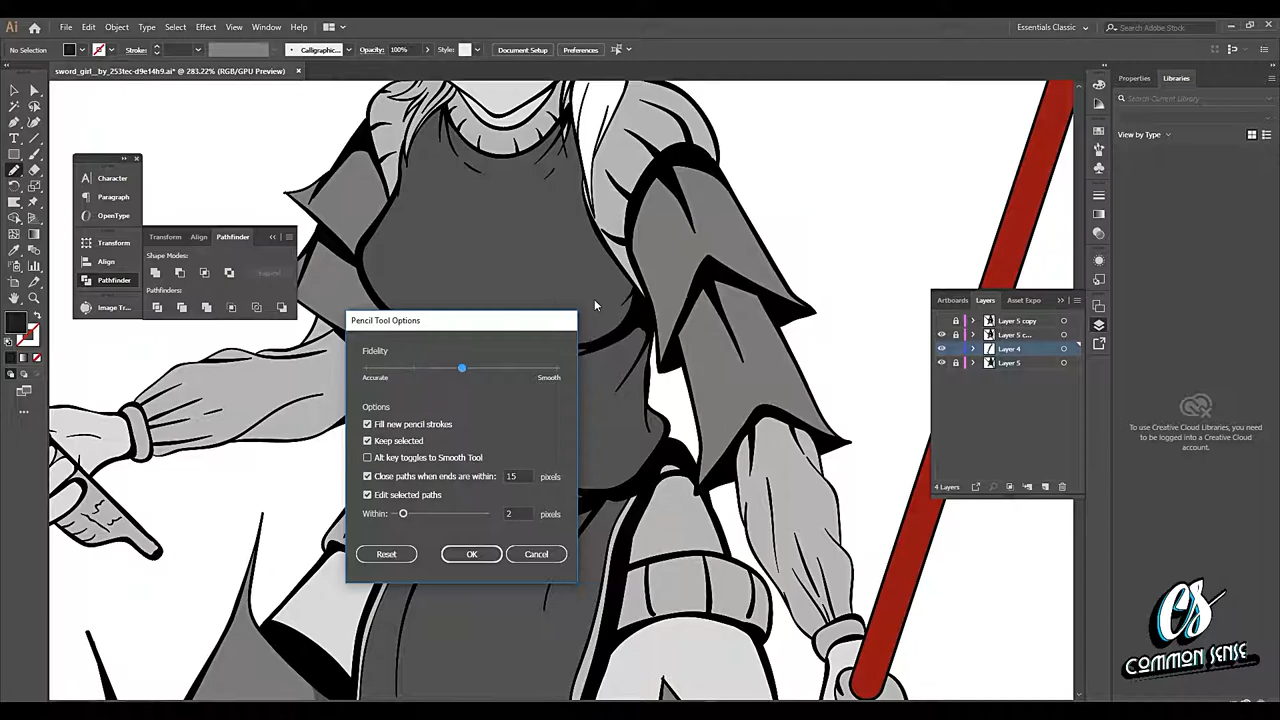 Ai File Edit Object Type Select Effect View Window Help Essentials Classic Search Adobe Stock
No Selection Stroke: Calligraphic... Opacity: 100% Style: Document Setup Preferences
sword_girl__by_253tec-d9e14h9.ai* @ 283.22% (RGB/GPU Preview) ×
Properties Libraries
Search Current Library
View by Type
Character
Paragraph
OpenType
Transform
Align
Pathfinder
Image Tr...
Transform Align Pathfinder
Shape Modes:
Expand
Pathfinders:
Pencil Tool Options
Fidelity
Accurate Smooth
Options
Fill new pencil strokes
Keep selected
Alt key toggles to Smooth Tool
Close paths when ends are within: 15 pixels
Edit selected paths
Within: 2 pixels
Reset OK Cancel
Artboards Layers Asset Expo
Layer 5 copy
Layer 5 c...
Layer 4
Layer 5
4 Layers
To use Creative Cloud Libraries, you need
to be logged into a Creative Cloud
account.
CS
COMMON SENSE